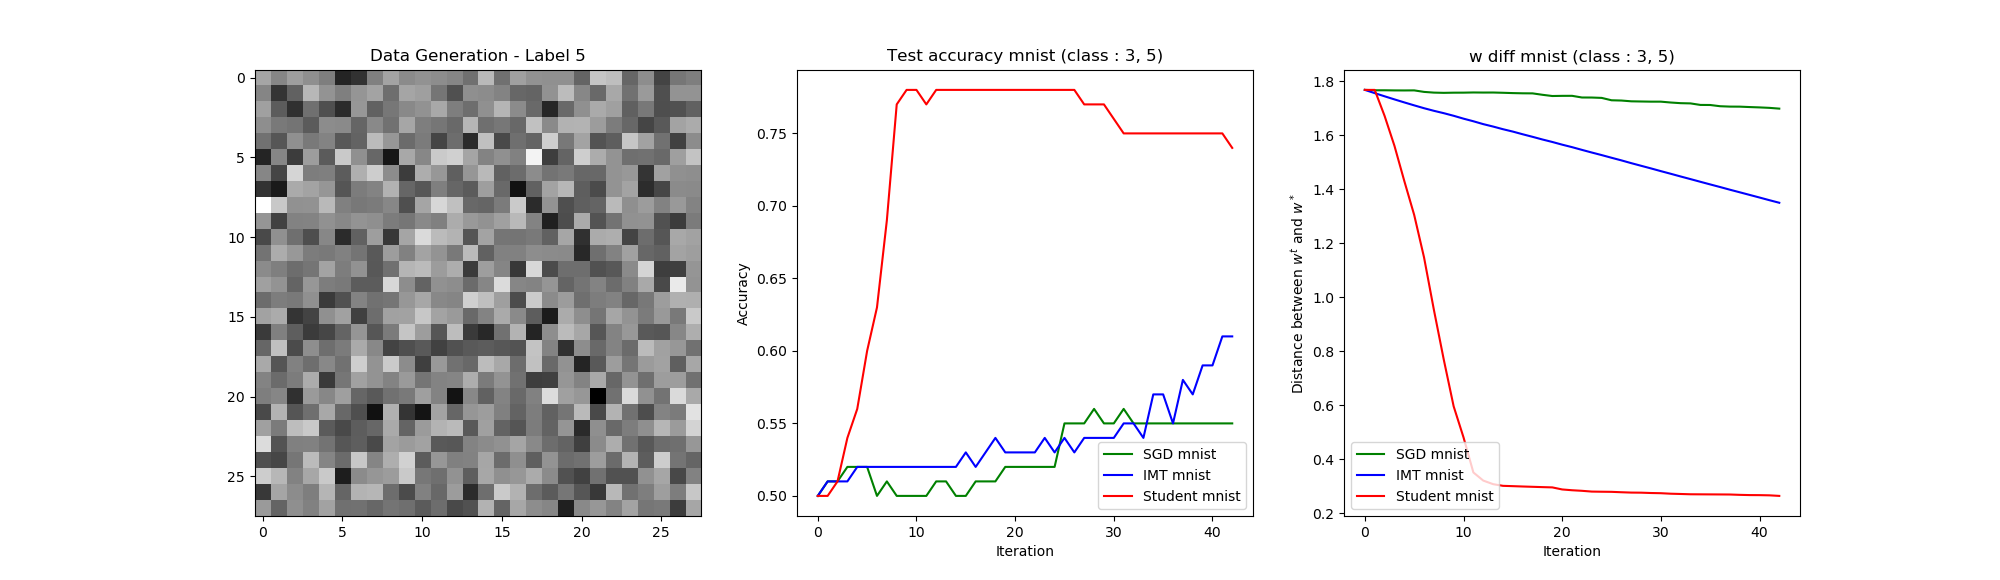 Data Generation - Label 5
0
5
10
15
20
25
0 5 10 15 20 25
Test accuracy mnist (class : 3, 5)
Accuracy
0.75
0.70
0.65
0.60
0.55
0.50
SGD mnist
IMT mnist
Student mnist
0 10 20 30 40
Iteration
w diff mnist (class : 3, 5)
Distance between w^t and w^*
1.8
1.6
1.4
1.2
1.0
0.8
0.6
0.4
0.2
SGD mnist
IMT mnist
Student mnist
0 10 20 30 40
Iteration